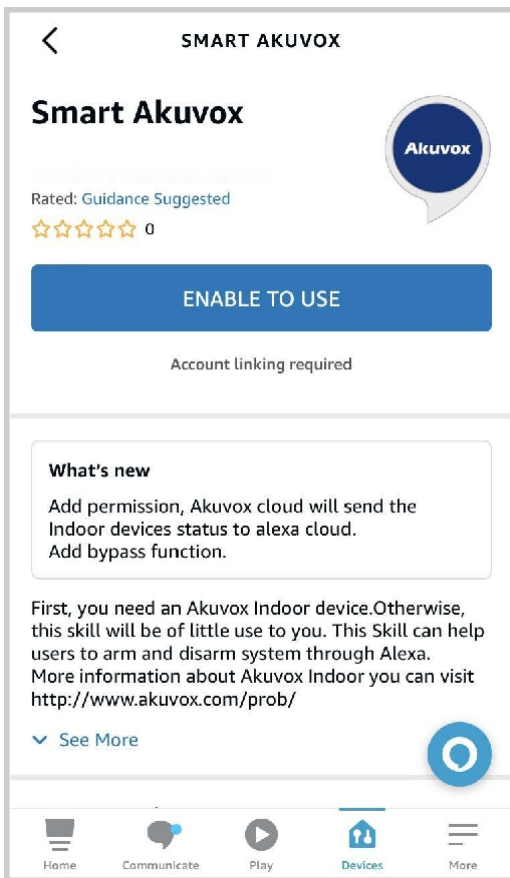 SMART AKUVOX
Smart Akuvox
Akuvox
Rated: Guidance Suggested
0
ENABLE TO USE
Account linking required
What's new
Add permission, Akuvox cloud will send the
Indoor devices status to alexa cloud.
Add bypass function.
First, you need an Akuvox Indoor device.Otherwise,
this skill will be of little use to you. This Skill can help
users to arm and disarm system through Alexa.
More information about Akuvox Indoor you can visit
http://www.akuvox.com/prob/
See More
Home Communicate Play Devices More